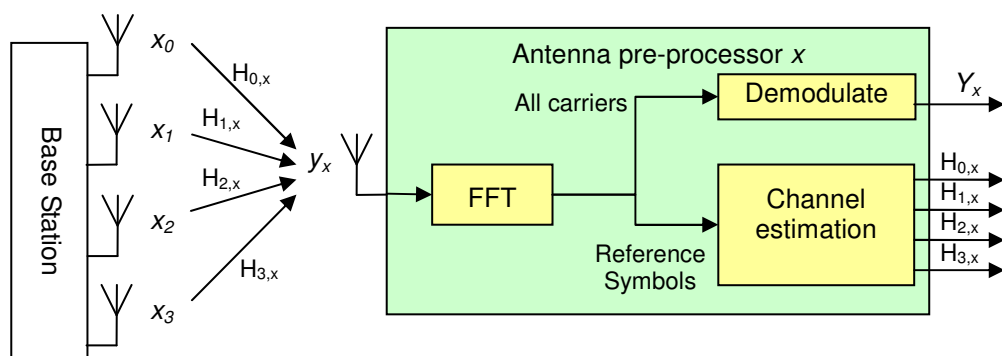 Base Station
x0
x1
x2
x3
H0,x
H1,x
H2,x
H3,x
yx
Antenna pre-processor x
FFT
All carriers
Reference
Symbols
Demodulate
Channel
estimation
Yx
H0,x
H1,x
H2,x
H3,x